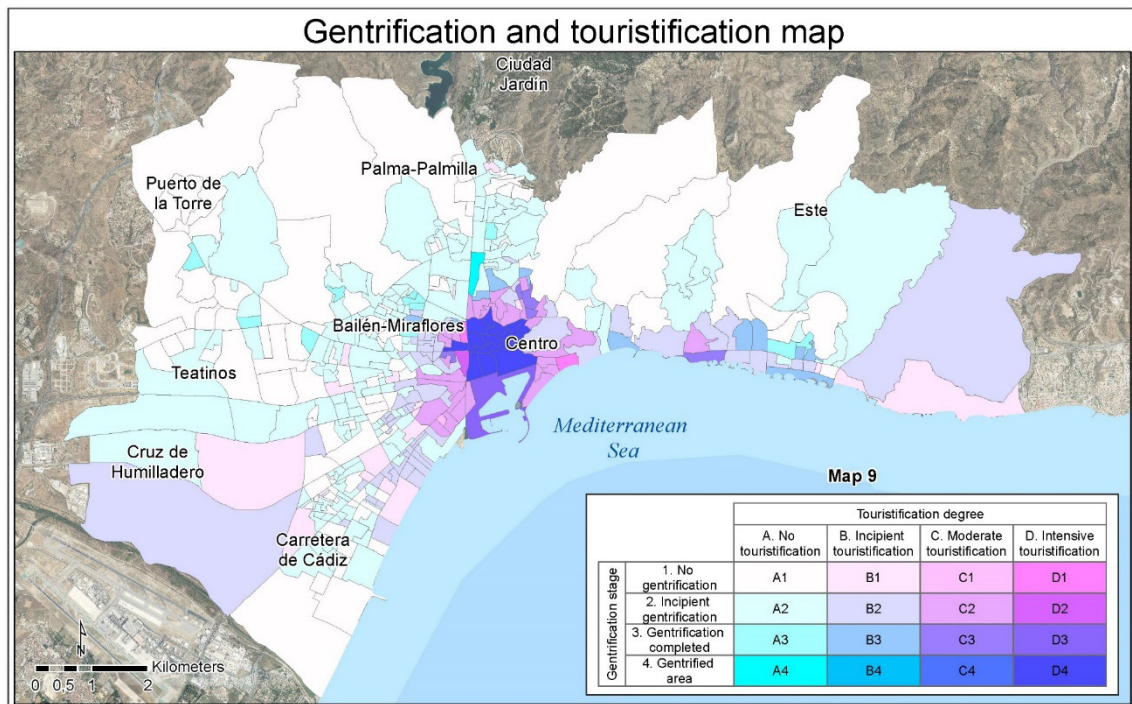 Gentrification and touristification map
Ciudad
Jardín
Palma-Palmilla
Puerto de
la Torre
Este
Bailén-Miraflores
Centro
Teatinos
Mediterranean
Sea
Cruz de
Humilladero
Carretera
de Cádiz
N
Kilometers
0 0,5 1 2
Map 9
Touristification degree
A. No
touristification
B. Incipient
touristification
C. Moderate
touristification
D. Intensive
touristification
Gentrification stage
1. No
gentrification
A1 B1 C1 D1
2. Incipient
gentrification
A2 B2 C2 D2
3. Gentrification
completed
A3 B3 C3 D3
4. Gentrified
area
A4 B4 C4 D4